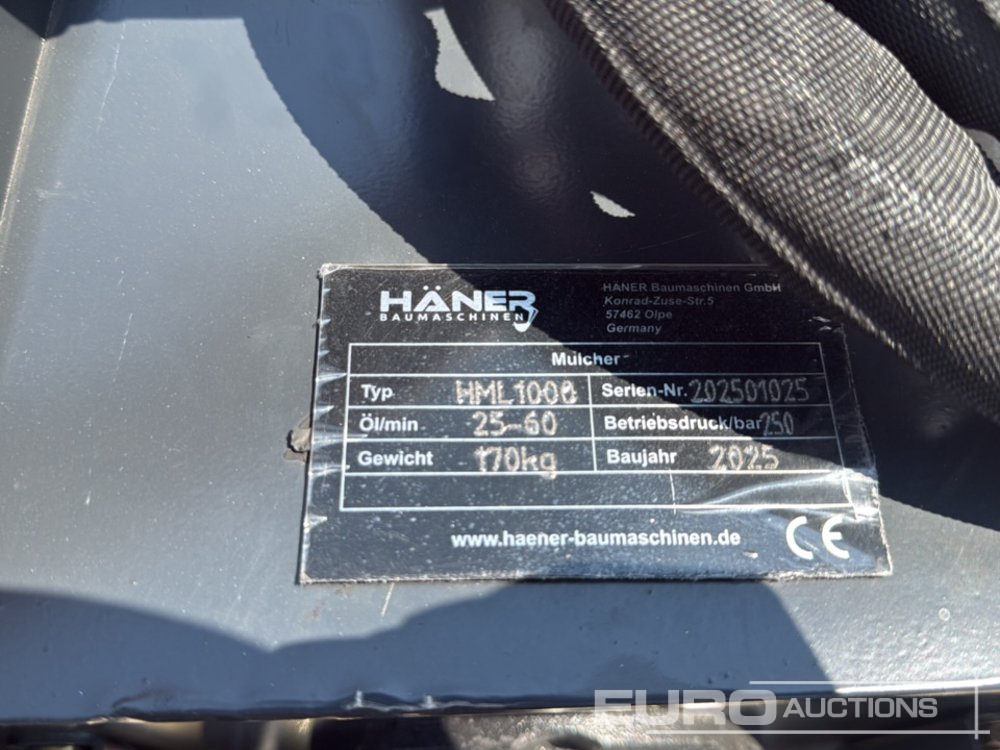 HÄNER
BAUMASCHINEN
HÄNER Baumaschinen GmbH
Konrad-Zuse-Str.5
57462 Olpe
Germany
Mulcher
Typ HML1000 Serien-Nr. 202501025
Öl/min 25-60 Betriebsdruck/bar 250
Gewicht 170kg Baujahr 2025
www.haener-baumaschinen.de CE
EURO AUCTIONS